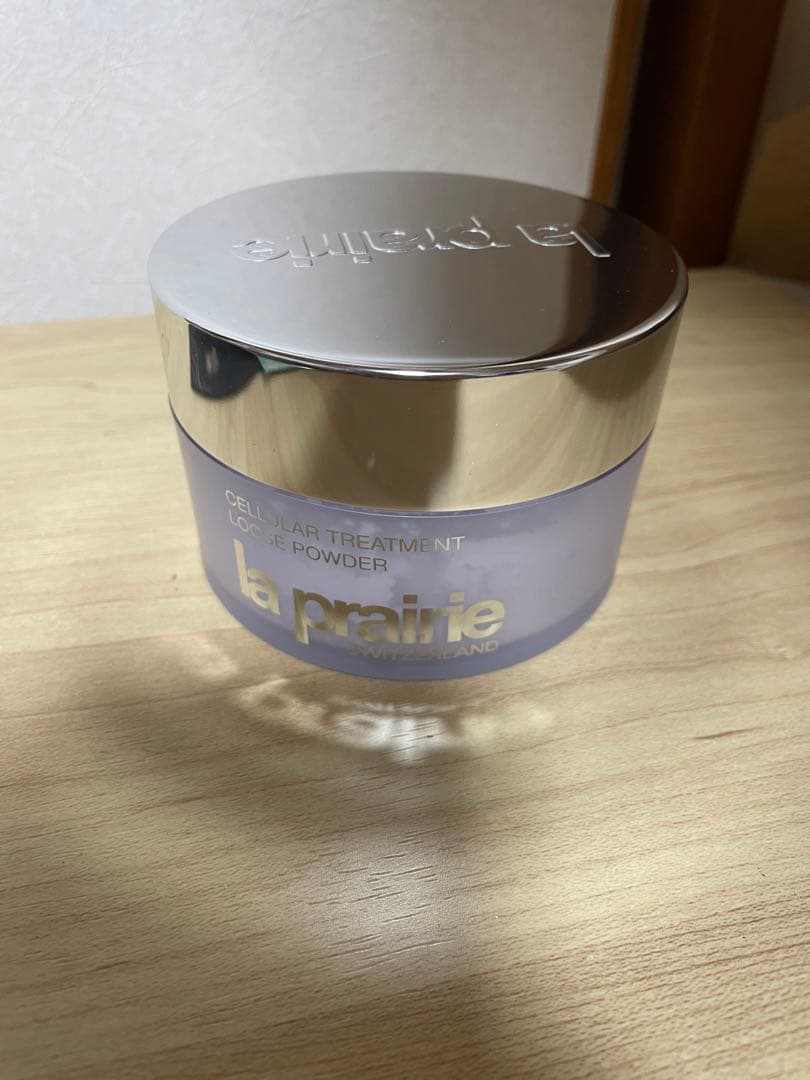 la prairie
CELLULAR TREATMENT
LOOSE POWDER
la prairie
SWITZERLAND